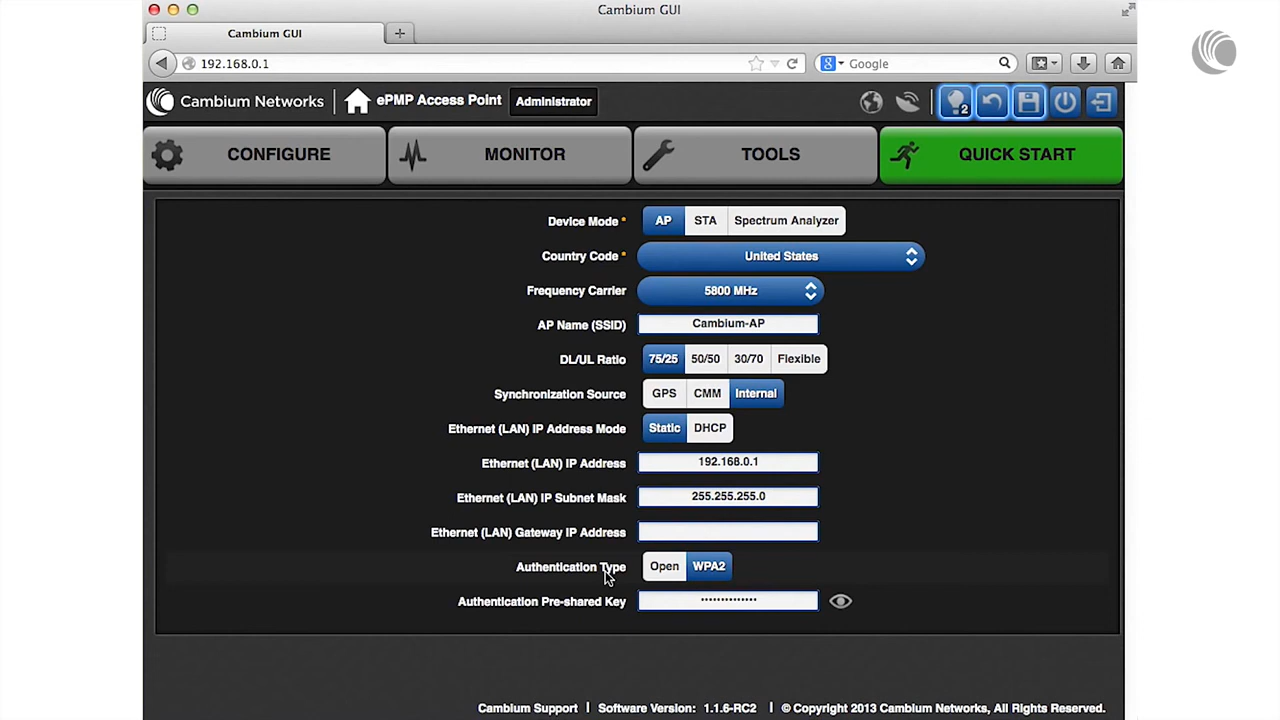 Cambium GUI
Cambium GUI
192.168.0.1
Google
Cambium Networks
ePMP Access Point
Administrator
2
CONFIGURE
MONITOR
TOOLS
QUICK START
Device Mode * AP STA Spectrum Analyzer
Country Code * United States
Frequency Carrier 5800 MHz
AP Name (SSID) Cambium-AP
DL/UL Ratio 75/25 50/50 30/70 Flexible
Synchronization Source GPS CMM Internal
Ethernet (LAN) IP Address Mode Static DHCP
Ethernet (LAN) IP Address 192.168.0.1
Ethernet (LAN) IP Subnet Mask 255.255.255.0
Ethernet (LAN) Gateway IP Address
Authentication Type Open WPA2
Authentication Pre-shared Key ••••••••••••••
Cambium Support | Software Version: 1.1.6-RC2 | © Copyright 2013 Cambium Networks, All Rights Reserved.